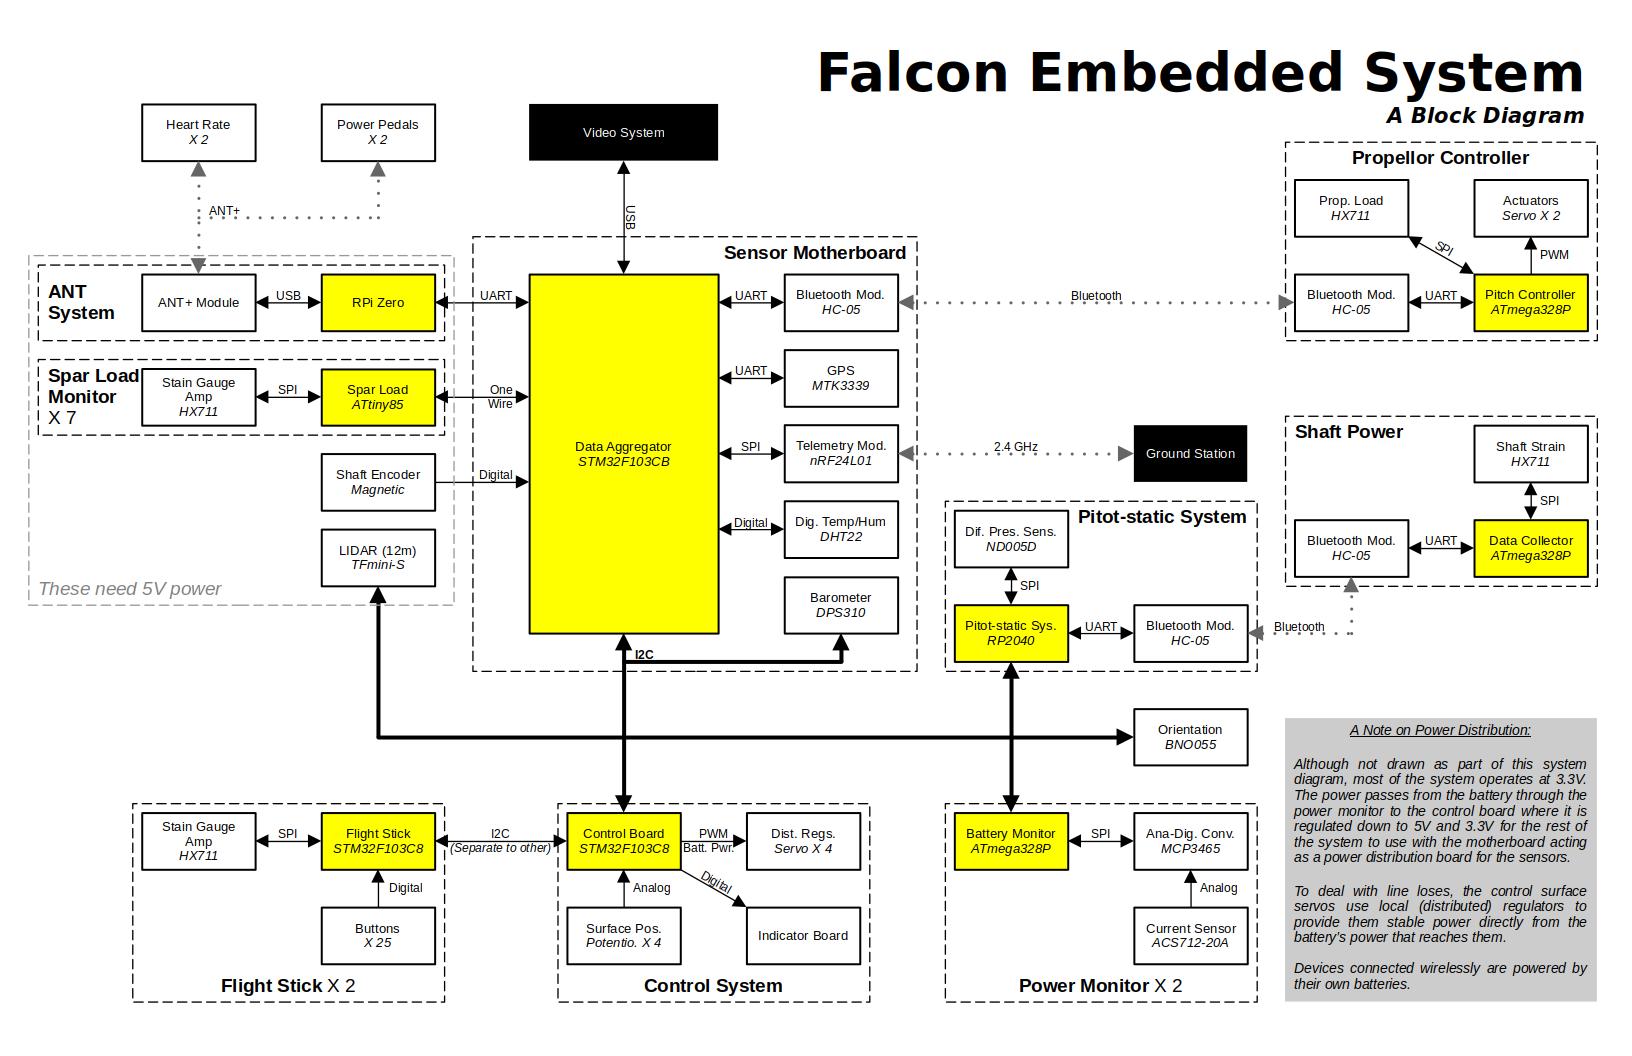 Falcon Embedded System
A Block Diagram
Heart Rate
X 2
Power Pedals
X 2
ANT+
Video System
USB
These need 5V power
ANT
System
ANT+ Module
USB
RPi Zero
UART
Spar Load
Monitor
X 7
Stain Gauge
Amp
HX711
SPI
Spar Load
ATtiny85
One
Wire
Shaft Encoder
Magnetic
Digital
LIDAR (12m)
TFmini-S
Sensor Motherboard
Data Aggregator
STM32F103CB
UART
Bluetooth Mod.
HC-05
Bluetooth
UART
GPS
MTK3339
SPI
Telemetry Mod.
nRF24L01
2.4 GHz
Ground Station
Digital
Dig. Temp/Hum
DHT22
Barometer
DPS310
I2C
Propellor Controller
Prop. Load
HX711
Actuators
Servo X 2
SPI
PWM
Bluetooth Mod.
HC-05
UART
Pitch Controller
ATmega328P
Shaft Power
Shaft Strain
HX711
SPI
Bluetooth Mod.
HC-05
UART
Data Collector
ATmega328P
Pitot-static System
Dif. Pres. Sens.
ND005D
SPI
Pitot-static Sys.
RP2040
UART
Bluetooth Mod.
HC-05
Bluetooth
Orientation
BNO055
Stain Gauge
Amp
HX711
SPI
Flight Stick
STM32F103C8
Digital
Buttons
X 25
Flight Stick X 2
I2C
(Separate to other)
Control Board
STM32F103C8
PWM
Batt. Pwr.
Dist. Regs.
Servo X 4
Analog
Digital
Surface Pos.
Potentio. X 4
Indicator Board
Control System
Battery Monitor
ATmega328P
SPI
Ana-Dig. Conv.
MCP3465
Analog
Current Sensor
ACS712-20A
Power Monitor X 2
A Note on Power Distribution:
Although not drawn as part of this system
diagram, most of the system operates at 3.3V.
The power passes from the battery through the
power monitor to the control board where it is
regulated down to 5V and 3.3V for the rest of
the system to use with the motherboard acting
as a power distribution board for the sensors.
To deal with line loses, the control surface
servos use local (distributed) regulators to
provide them stable power directly from the
battery's power that reaches them.
Devices connected wirelessly are powered by
their own batteries.